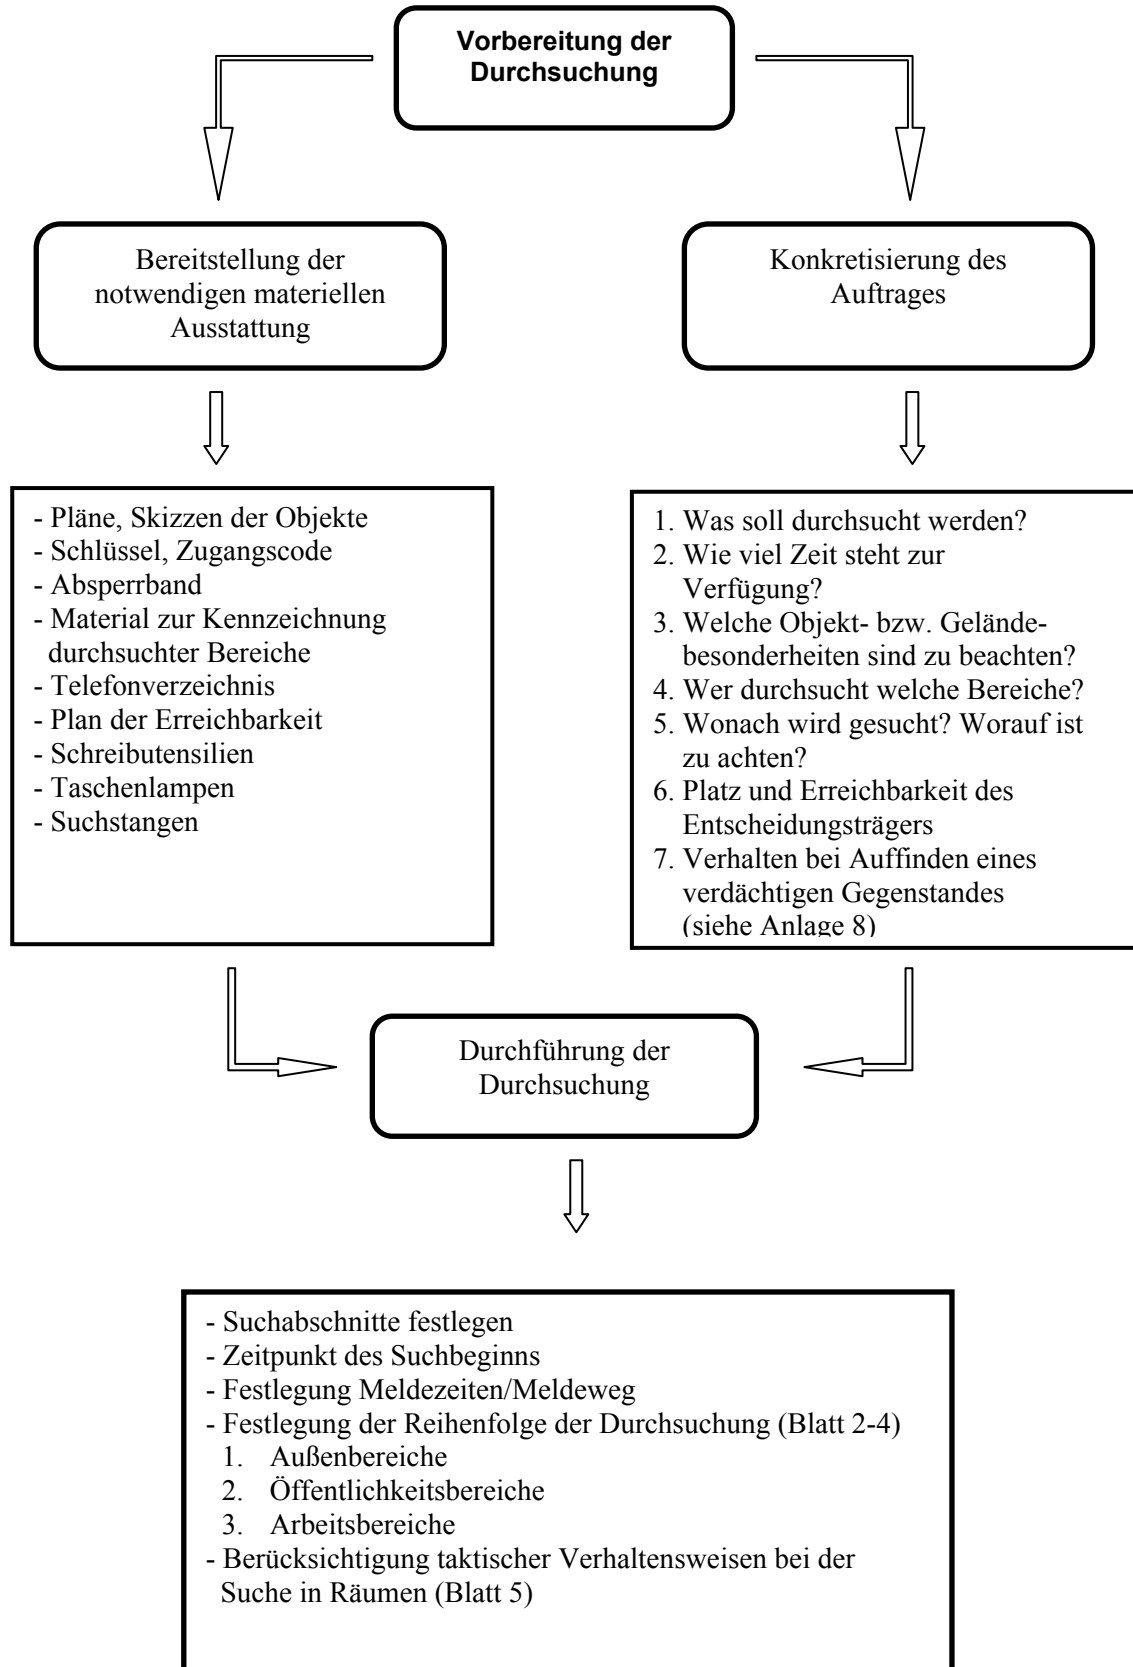 Vorbereitung der
Durchsuchung
Bereitstellung der
notwendigen materiellen
Ausstattung
Konkretisierung des
Auftrages
- Pläne, Skizzen der Objekte
- Schlüssel, Zugangscode
- Absperrband
- Material zur Kennzeichnung
durchsuchter Bereiche
- Telefonverzeichnis
- Plan der Erreichbarkeit
- Schreibutensilien
- Taschenlampen
- Suchstangen
1. Was soll durchsucht werden?
2. Wie viel Zeit steht zur
Verfügung?
3. Welche Objekt- bzw. Gelände-
besonderheiten sind zu beachten?
4. Wer durchsucht welche Bereiche?
5. Wonach wird gesucht? Worauf ist
zu achten?
6. Platz und Erreichbarkeit des
Entscheidungsträgers
7. Verhalten bei Auffinden eines
verdächtigen Gegenstandes
(siehe Anlage 8)
Durchführung der
Durchsuchung
- Suchabschnitte festlegen
- Zeitpunkt des Suchbeginns
- Festlegung Meldezeiten/Meldeweg
- Festlegung der Reihenfolge der Durchsuchung (Blatt 2-4)
1. Außenbereiche
2. Öffentlichkeitsbereiche
3. Arbeitsbereiche
- Berücksichtigung taktischer Verhaltensweisen bei der
Suche in Räumen (Blatt 5)